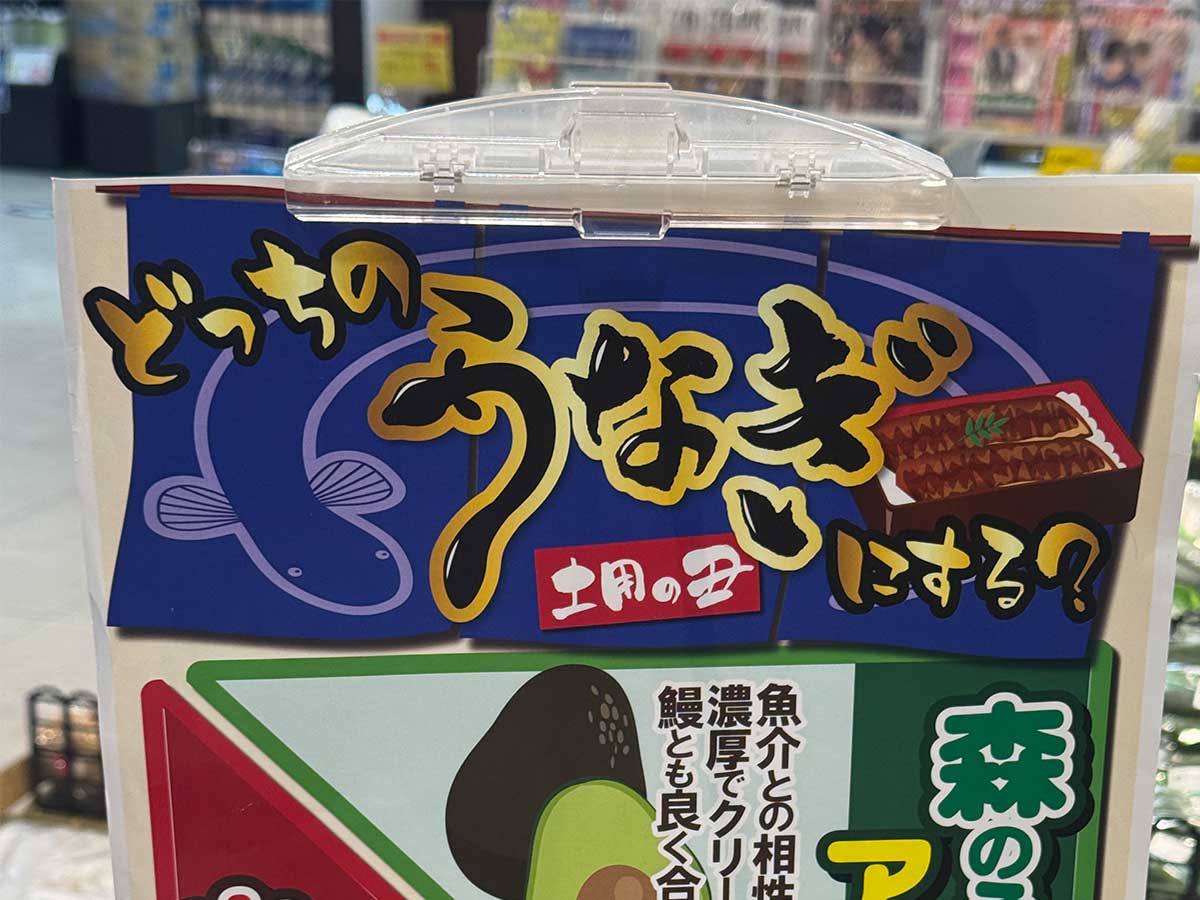 どっちの
うなぎ
にする?
土用の丑
森の
ア
魚介との相性
濃厚でクリー
鰻とも良く合